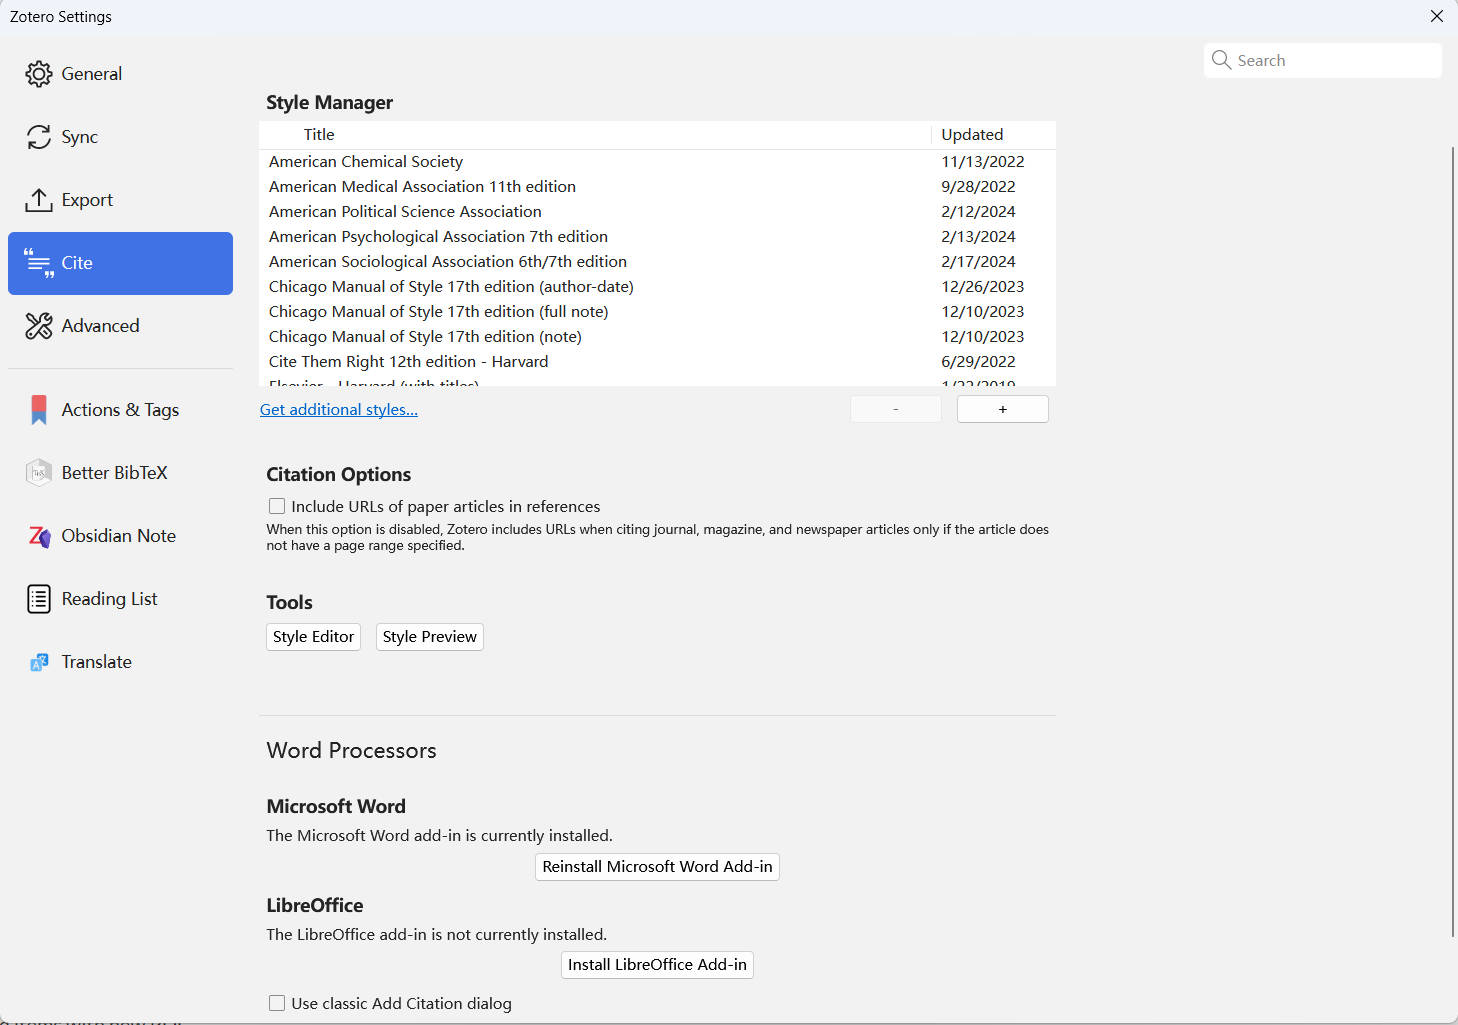 Zotero Settings
Search
General
Sync
Export
Cite
Advanced
Actions & Tags
Better BibTeX
Obsidian Note
Reading List
Translate
Style Manager
Title Updated
American Chemical Society 11/13/2022
American Medical Association 11th edition 9/28/2022
American Political Science Association 2/12/2024
American Psychological Association 7th edition 2/13/2024
American Sociological Association 6th/7th edition 2/17/2024
Chicago Manual of Style 17th edition (author-date) 12/26/2023
Chicago Manual of Style 17th edition (full note) 12/10/2023
Chicago Manual of Style 17th edition (note) 12/10/2023
Cite Them Right 12th edition - Harvard 6/29/2022
Elsevier - Harvard (with titles) 1/22/2019
Get additional styles... - +
Citation Options
Include URLs of paper articles in references
When this option is disabled, Zotero includes URLs when citing journal, magazine, and newspaper articles only if the article does
not have a page range specified.
Tools
Style Editor Style Preview
Word Processors
Microsoft Word
The Microsoft Word add-in is currently installed.
Reinstall Microsoft Word Add-in
LibreOffice
The LibreOffice add-in is not currently installed.
Install LibreOffice Add-in
Use classic Add Citation dialog